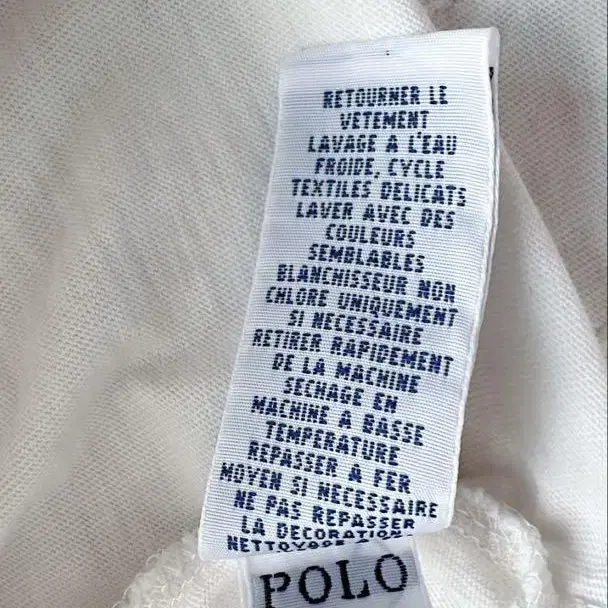 RETOURNER LE
VETEMENT
LAVAGE A L'EAU
FROIDE, CYCLE
TEXTILES DELICATS
LAVER AVEC DES
COULEURS
SEMBLABLES
BLANCHISSEUR NON
CHLORE UNIQUEMENT
SI NECESSAIRE
RETIRER RAPIDEMENT
DE LA MACHINE
SECHAGE EN
MACHINE A BASSE
TEMPERATURE
REPASSER A FER
MOYEN SI NECESSAIRE
NE PAS REPASSER
LA DECORATION.
NETTOYAGE
POLO